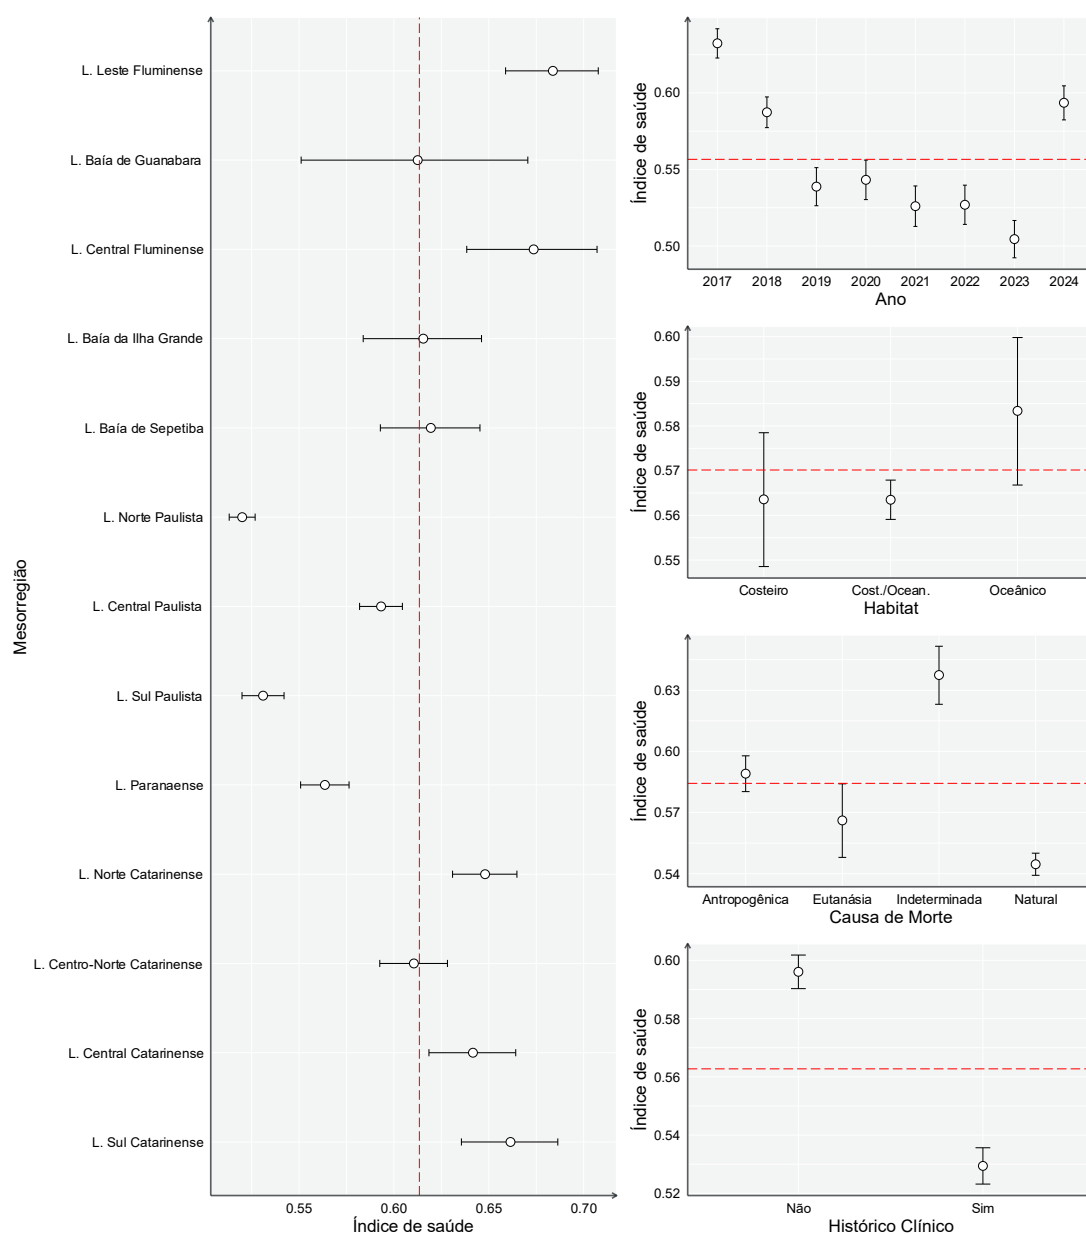 Mesorregião
L. Leste Fluminense
L. Baía de Guanabara
L. Central Fluminense
L. Baía da Ilha Grande
L. Baía de Sepetiba
L. Norte Paulista
L. Central Paulista
L. Sul Paulista
L. Paranaense
L. Norte Catarinense
L. Centro-Norte Catarinense
L. Central Catarinense
L. Sul Catarinense
0.55 0.60 0.65 0.70
Índice de saúde
Índice de saúde
0.60
0.55
0.50
2017 2018 2019 2020 2021 2022 2023 2024
Ano
Índice de saúde
0.60
0.59
0.58
0.57
0.56
0.55
Costeiro Cost./Ocean. Oceânico
Habitat
Índice de saúde
0.63
0.60
0.57
0.54
Antropogênica Eutanásia Indeterminada Natural
Causa de Morte
Índice de saúde
0.60
0.58
0.56
0.54
0.52
Não Sim
Histórico Clínico